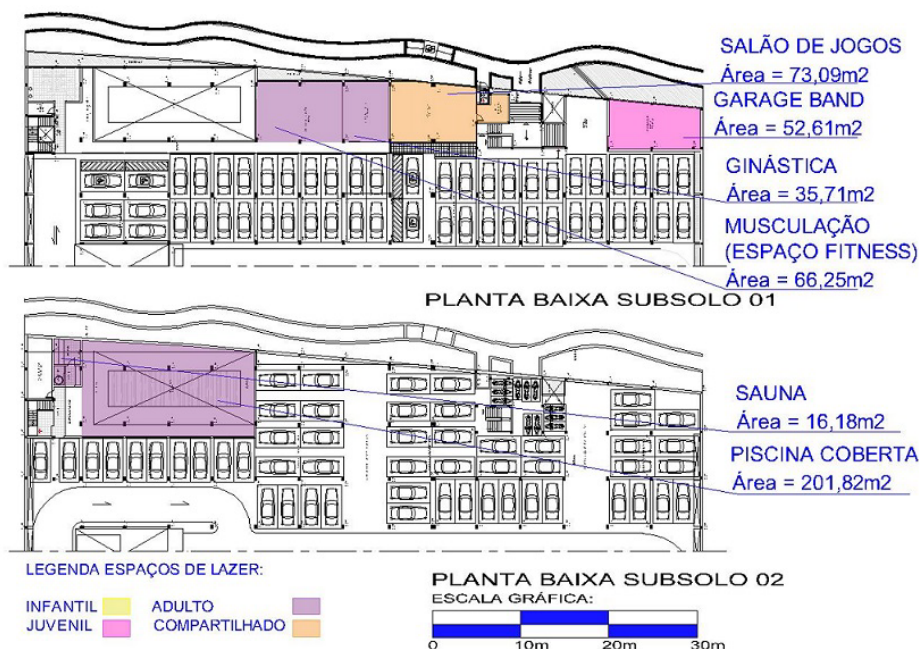 SALÃO DE JOGOS
Área = 73,09m2
GARAGE BAND
Área = 52,61m2
GINÁSTICA
Área = 35,71m2
MUSCULAÇÃO
(ESPAÇO FITNESS)
Área = 66,25m2
PLANTA BAIXA SUBSOLO 01
SAUNA
Área = 16,18m2
PISCINA COBERTA
Área = 201,82m2
LEGENDA ESPAÇOS DE LAZER:
INFANTIL
ADULTO
JUVENIL
COMPARTILHADO
PLANTA BAIXA SUBSOLO 02
ESCALA GRÁFICA:
0 10m 20m 30m